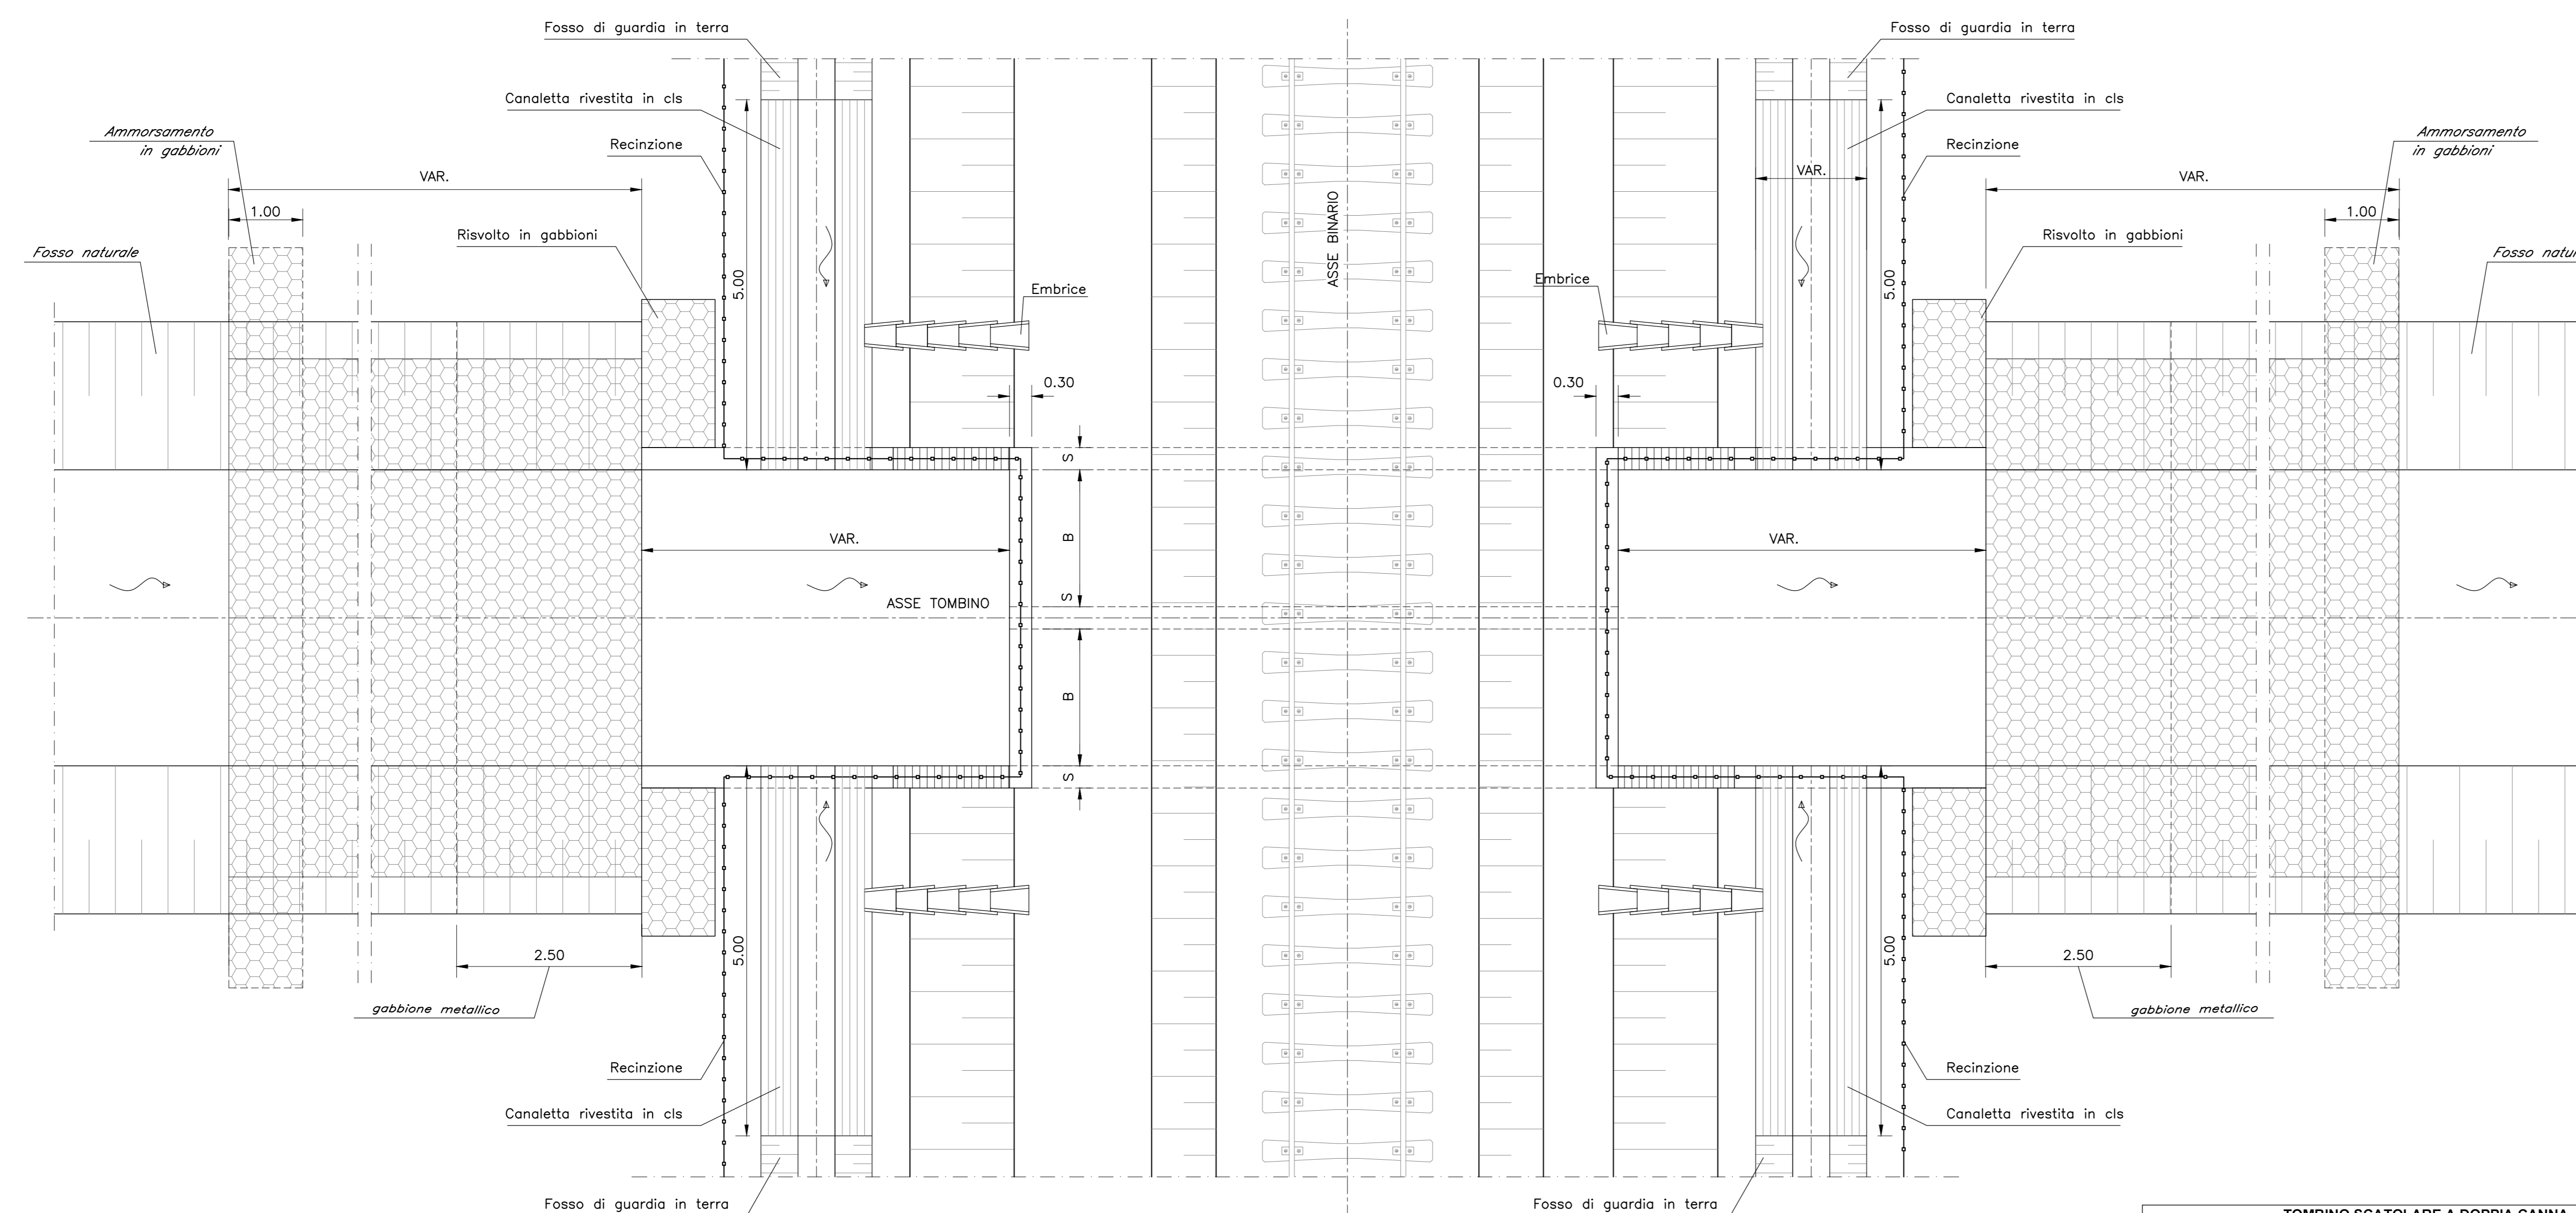 Fosso di guardia in terra
Fosso di guardia in terra
Canaletta rivestita in cls
Canaletta rivestita in cls
Ammorsamento
in gabbioni
Recinzione
Recinzione
Ammorsamento
in gabbioni
VAR.
VAR.
VAR.
1.00
1.00
Risvolto in gabbioni
ASSE BINARIO
Risvolto in gabbioni
Fosso naturale
5.00
Embrice
Embrice
5.00
0.30
0.30
S
B
VAR.
VAR.
S
ASSE TOMBINO
B
S
5.00
2.50
5.00
2.50
gabbione metallico
gabbione metallico
Recinzione
Recinzione
Canaletta rivestita in cls
Canaletta rivestita in cls
Fosso di guardia in terra
Fosso di guardia in terra